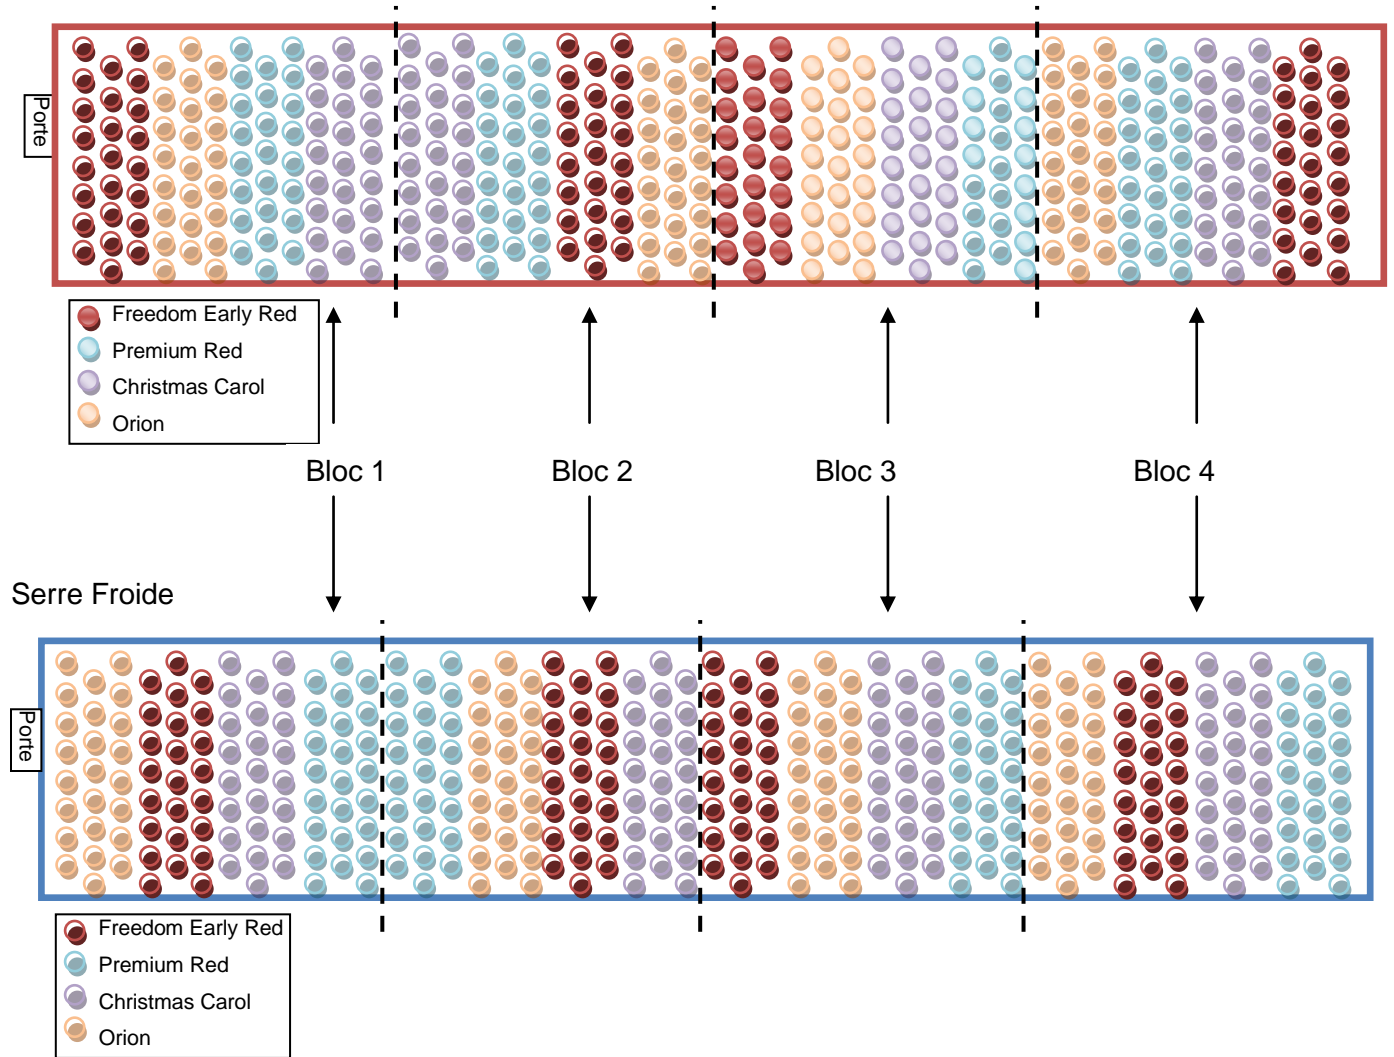 Porte
Freedom Early Red
Premium Red
Christmas Carol
Orion
Bloc 1
Bloc 2
Bloc 3
Bloc 4
Serre Froide
Porte
Freedom Early Red
Premium Red
Christmas Carol
Orion